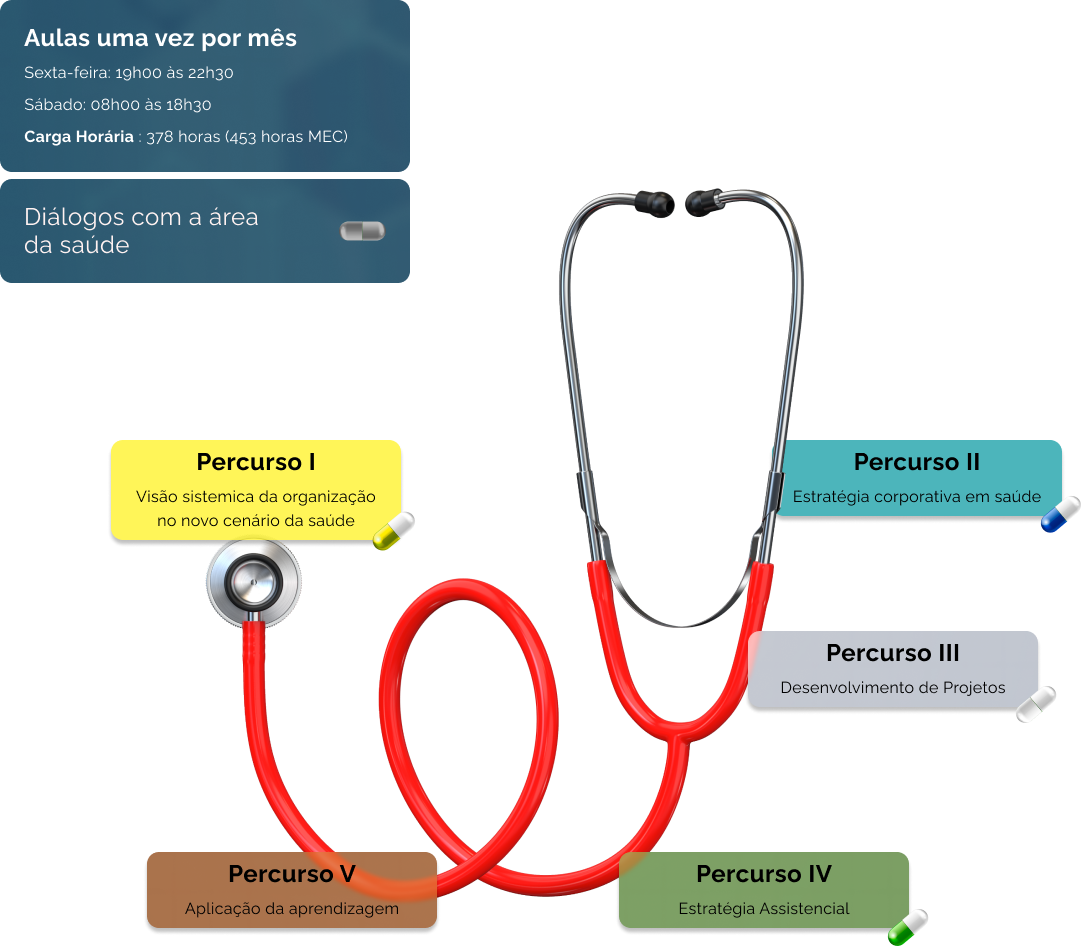 Aulas uma vez por mês
Sexta-feira: 19h00 às 22h30
Sábado: 08h00 às 18h30
Carga Horária : 378 horas (453 horas MEC)
Diálogos com a área
da saúde
Percurso I
Visão sistemica da organização
no novo cenário da saúde
Percurso II
Estratégia corporativa em saúde
Percurso III
Desenvolvimento de Projetos
Percurso V
Aplicação da aprendizagem
Percurso IV
Estratégia Assistencial